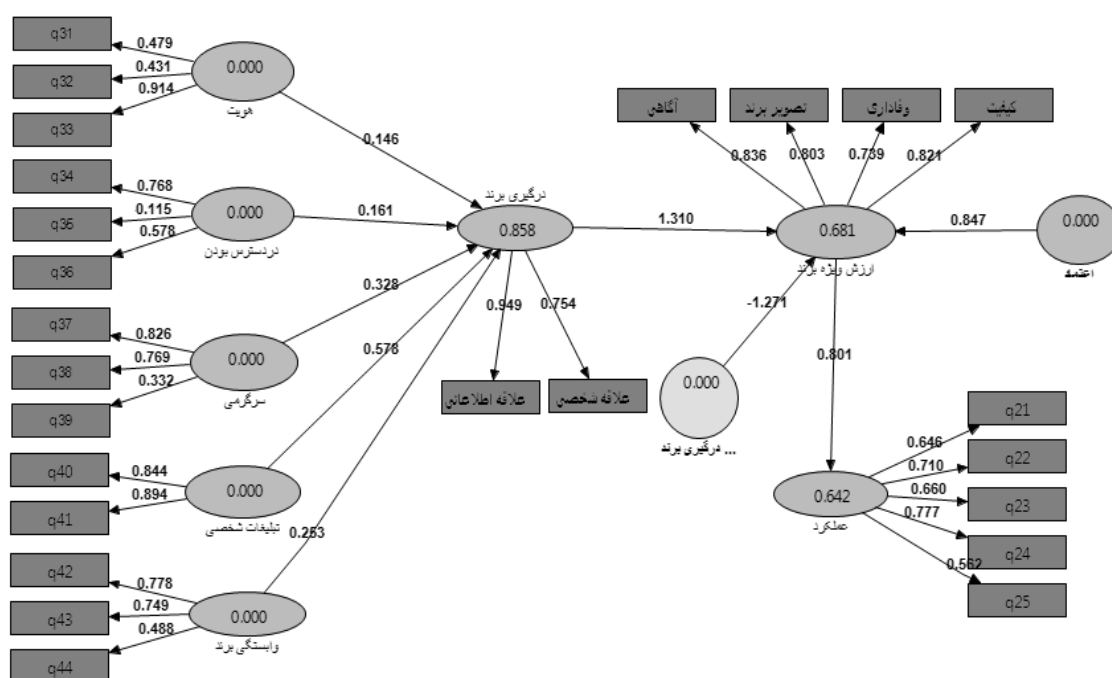 q31
q32
q33
0.479
0.431
0.914
0.000
هویت
0.146
q34
q35
q36
0.768
0.115
0.578
0.000
دردسترس بودن
0.161
q37
q38
q39
0.826
0.769
0.332
0.000
سرگرمی
0.328
q40
q41
0.844
0.894
0.000
تبلیغات شخصی
0.578
q42
q43
q44
0.778
0.749
0.488
0.000
وابستگی برند
0.253
درگیری برند
0.858
0.949
0.754
علاقه اطلاعاتی
علاقه شخصی
1.310
آگاهی
تصویر برند
وفاداری
کیفیت
0.836
0.803
0.739
0.821
0.681
ارزش ویژه برند
0.847
0.000
اعتماد
-1.271
0.000
درگیری برند ...
0.801
0.642
عملکرد
0.646
0.710
0.660
0.777
0.562
q21
q22
q23
q24
q25